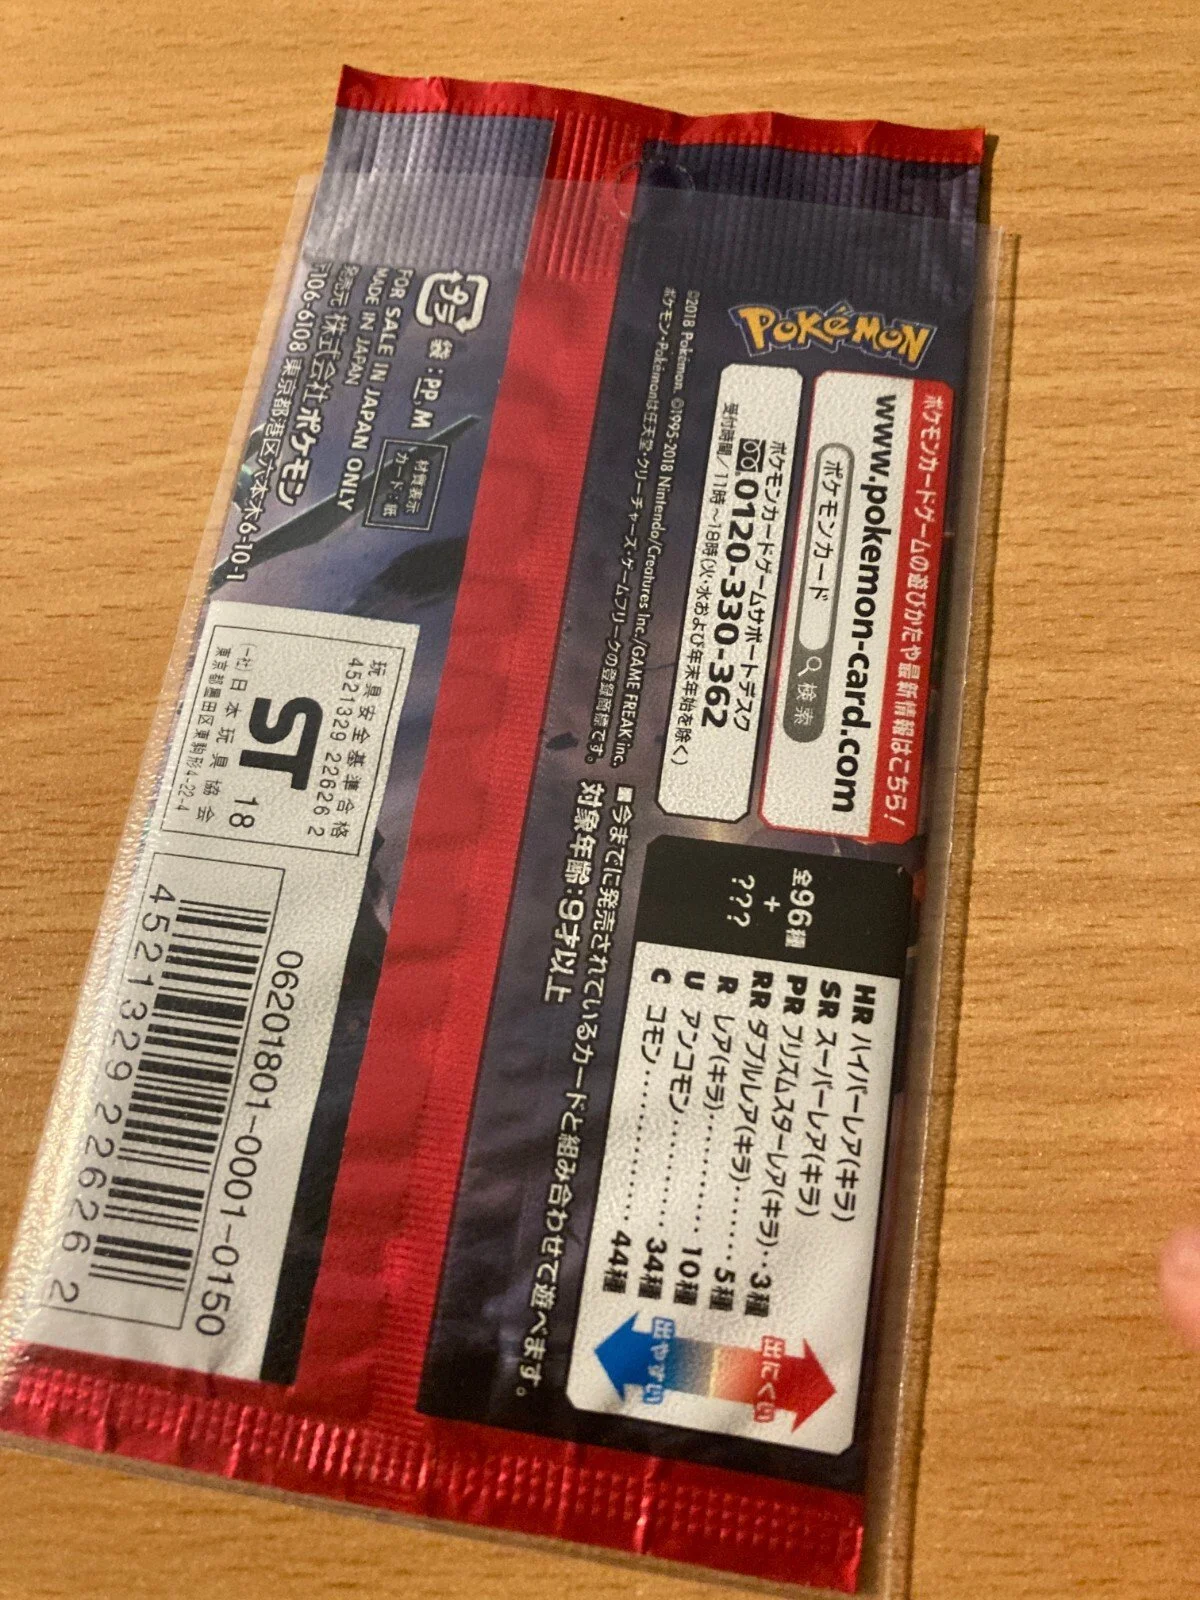 Pokémon
ポケモンカードゲームの遊びかたや最新情報はこちら!
www.pokemon-card.com
ポケモンカード 検索
ポケモンカードゲームサポートデスク
0120-330-362
受付時間/11時~18時(火・水および年末年始を除く)
©2018 Pokémon. ©1995-2018 Nintendo/Creatures Inc./GAME FREAK inc.
ポケモン・Pokémonは任天堂・クリーチャーズ・ゲームフリークの登録商標です。
全96種
+
???
HR ハイパーレア(キラ)
SR スーパーレア(キラ)
PR プリズムスターレア(キラ)‥3種
RR ダブルレア(キラ)………5種
R レア(キラ)……………10種
U アンコモン……………34種
C コモン…………………44種
出にくい
出やすい
■今までに発売されているカードと組み合わせて遊べます。
対象年齢:9才以上
プラ
袋:PP, M
材質表示
カード:紙
FOR SALE IN JAPAN ONLY
MADE IN JAPAN
発売元 株式会社ポケモン
〒106-6108 東京都港区六本木6-10-1
玩具安全基準合格
4521329 22626 2
ST 18
(一社)日本玩具協会
東京都墨田区東駒形4-22-4
06201801-0001-0150
4521329226262